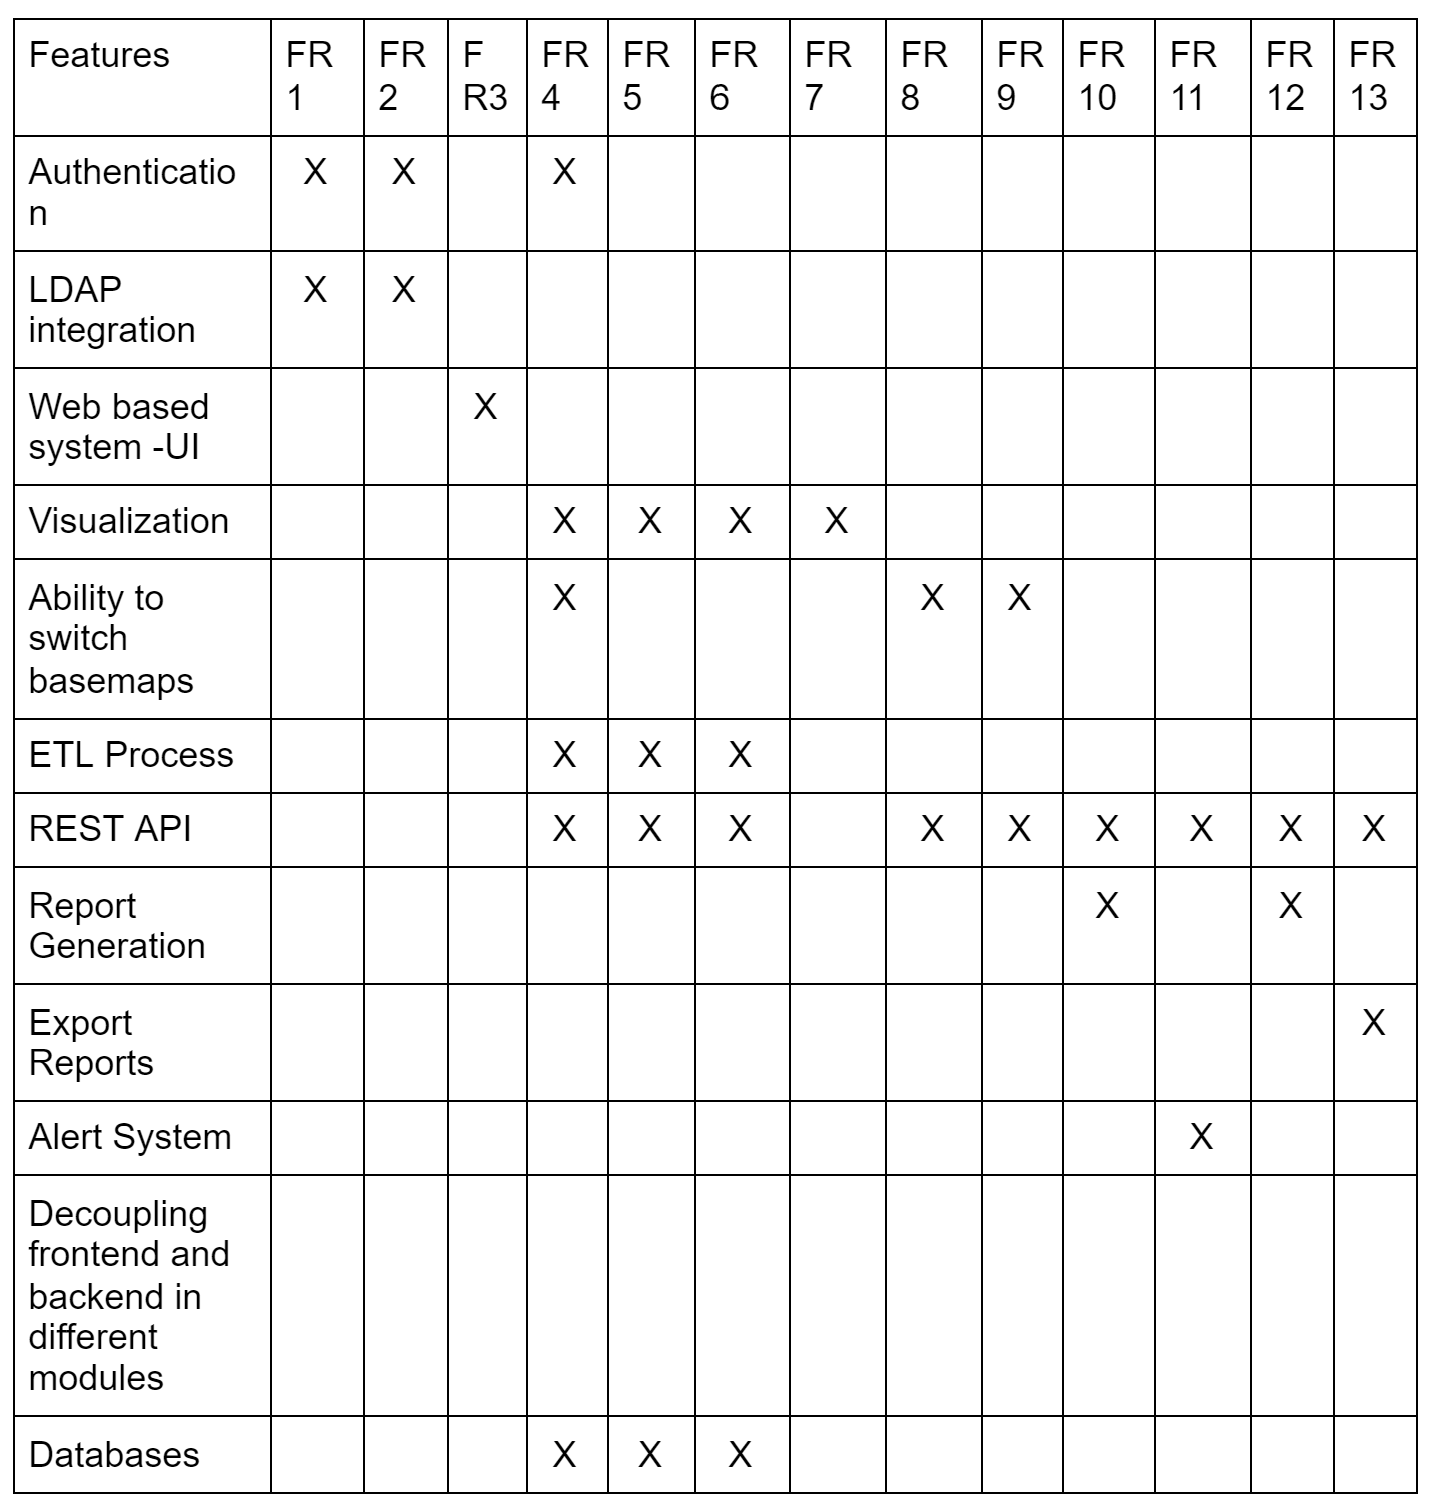 Features FR FR F FR FR FR FR FR FR FR FR FR FR
1 2 R3 4 5 6 7 8 9 10 11 12 13
Authenticatio X X X
n
LDAP X X
integration
Web based X
system -UI
Visualization X X X X
Ability to X X X
switch
basemaps
ETL Process X X X
REST API X X X X X X X X X
Report X X
Generation
Export X
Reports
Alert System X
Decoupling
frontend and
backend in
different
modules
Databases X X X